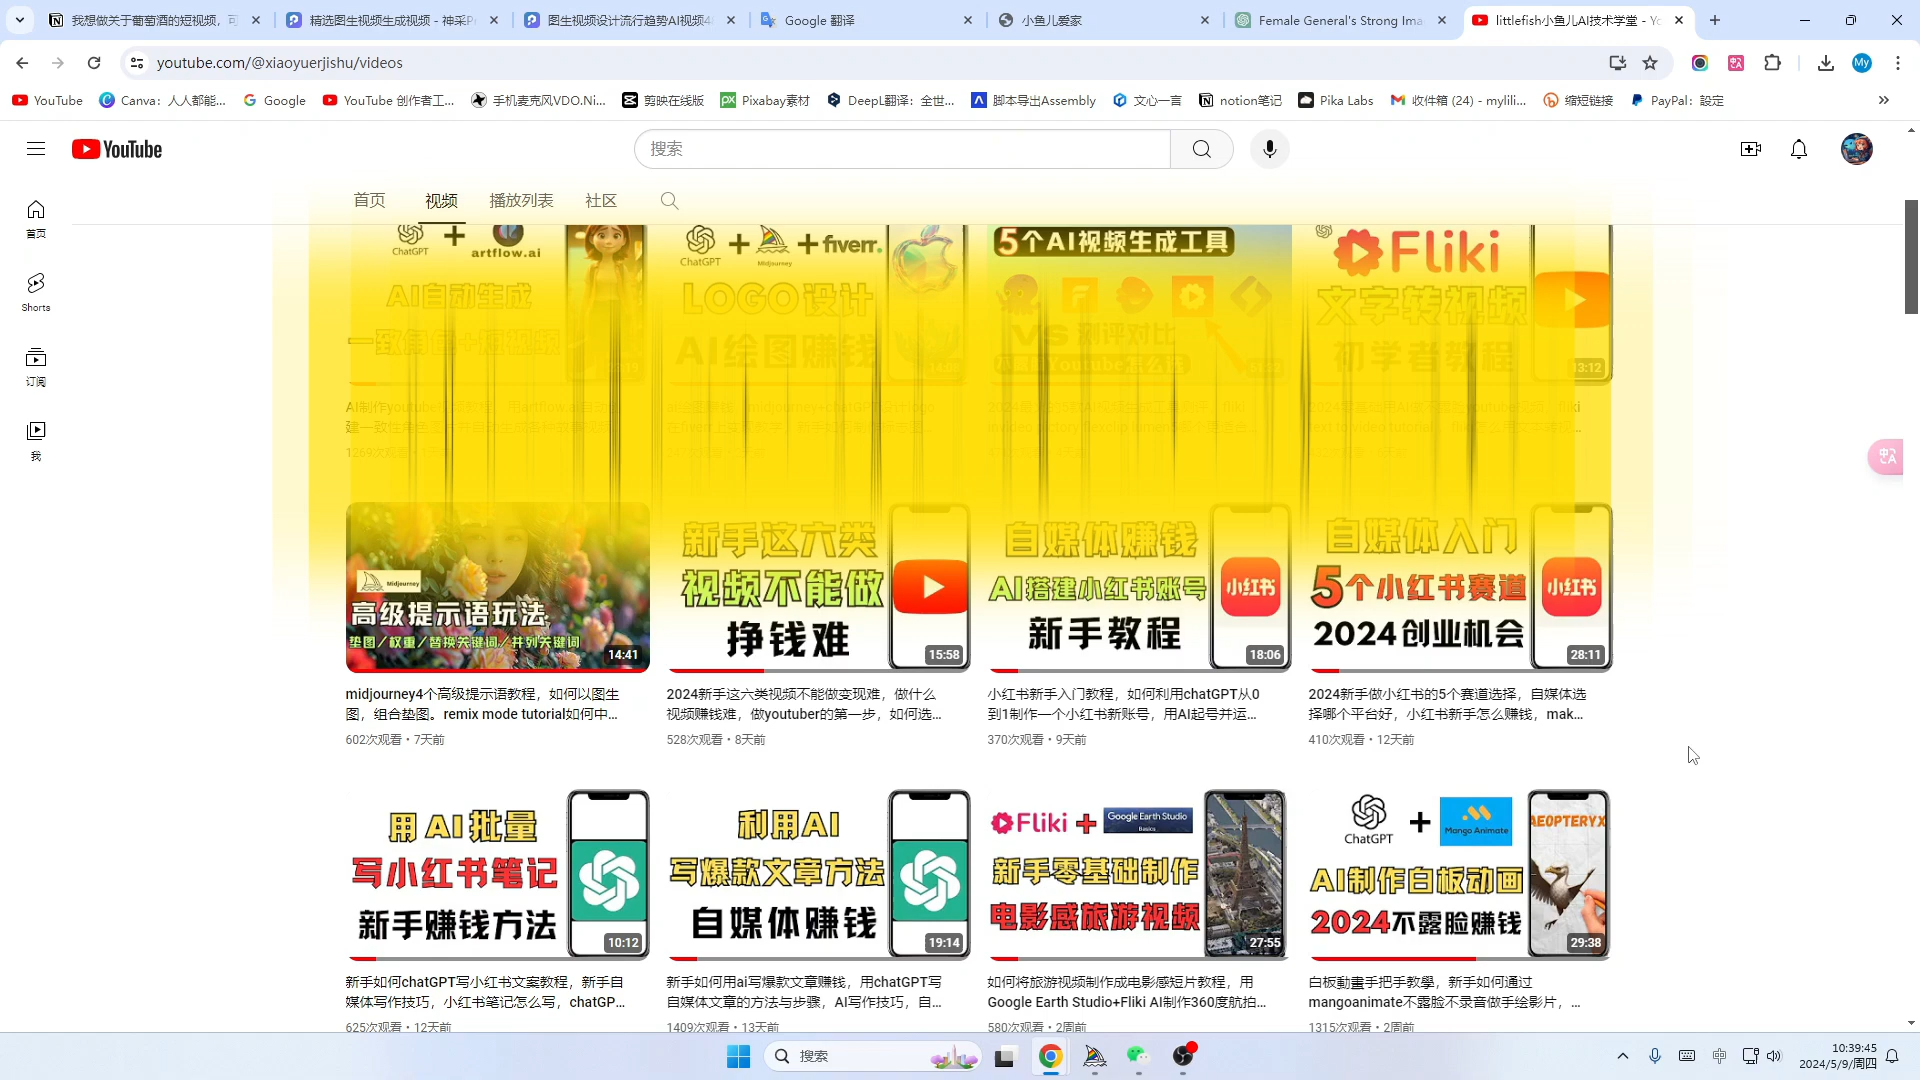 我想做关于葡萄酒的短视频，可
精选图生视频生成视频 - 神采P
图生视频设计流行趋势AI视频4
Google 翻译
小鱼儿爱家
Female General's Strong Ima
littlefish小鱼儿AI技术学堂 - Yo
youtube.com/@xiaoyuerjishu/videos
My
YouTube
Canva：人人都能...
Google
YouTube 创作者工...
手机麦克风VDO.Ni...
剪映在线版
Pixabay素材
DeepL翻译：全世...
脚本导出Assembly
文心一言
notion笔记
Pika Labs
收件箱 (24) - mylili...
缩短链接
PayPal：設定
YouTube
搜索
首页
视频
播放列表
社区
首页
Shorts
订阅
我
ChatGPT
artflow.ai
AI自动生成
一致角色+短视频
ChatGPT
Midjourney
fiverr.
LOGO设计
AI绘图赚钱
5个AI视频生成工具
VS 测评对比
Fliki
文字转视频
初学者教程
13:12
1269次观看
Midjourney
高级提示语玩法
垫图/权重/替换关键词/并列关键词
14:41
midjourney4个高级提示语教程，如何以图生
图，组合垫图。remix mode tutorial如何中...
602次观看・7天前
新手这六类
视频不能做
挣钱难
15:58
2024新手这六类视频不能做变现难，做什么
视频赚钱难，做youtuber的第一步，如何选...
528次观看・8天前
自媒体赚钱
AI搭建小红书账号
新手教程
小红书
18:06
小红书新手入门教程，如何利用chatGPT从0
到1制作一个小红书新账号，用AI起号并运...
370次观看・9天前
自媒体入门
5个小红书赛道
2024创业机会
小红书
28:11
2024新手做小红书的5个赛道选择，自媒体选
择哪个平台好，小红书新手怎么赚钱，mak...
410次观看・12天前
用AI批量
写小红书笔记
新手赚钱方法
10:12
新手如何chatGPT写小红书文案教程，新手自
媒体写作技巧，小红书笔记怎么写，chatGP...
625次观看・12天前
利用AI
写爆款文章方法
自媒体赚钱
19:14
新手如何用ai写爆款文章赚钱，用chatGPT写
自媒体文章的方法与步骤，AI写作技巧，自...
1409次观看・13天前
Fliki
Google Earth Studio
Basics
新手零基础制作
电影感旅游视频
27:55
如何将旅游视频制作成电影感短片教程，用
Google Earth Studio+Fliki AI制作360度航拍...
580次观看・2周前
ChatGPT
Mango Animate
AEOPTERYX
AI制作白板动画
2024不露脸赚钱
29:38
白板動畫手把手教學，新手如何通过
mangoanimate不露脸不录音做手绘影片，...
1315次观看・2周前
搜索
中
10:39:45
2024/5/9/周四